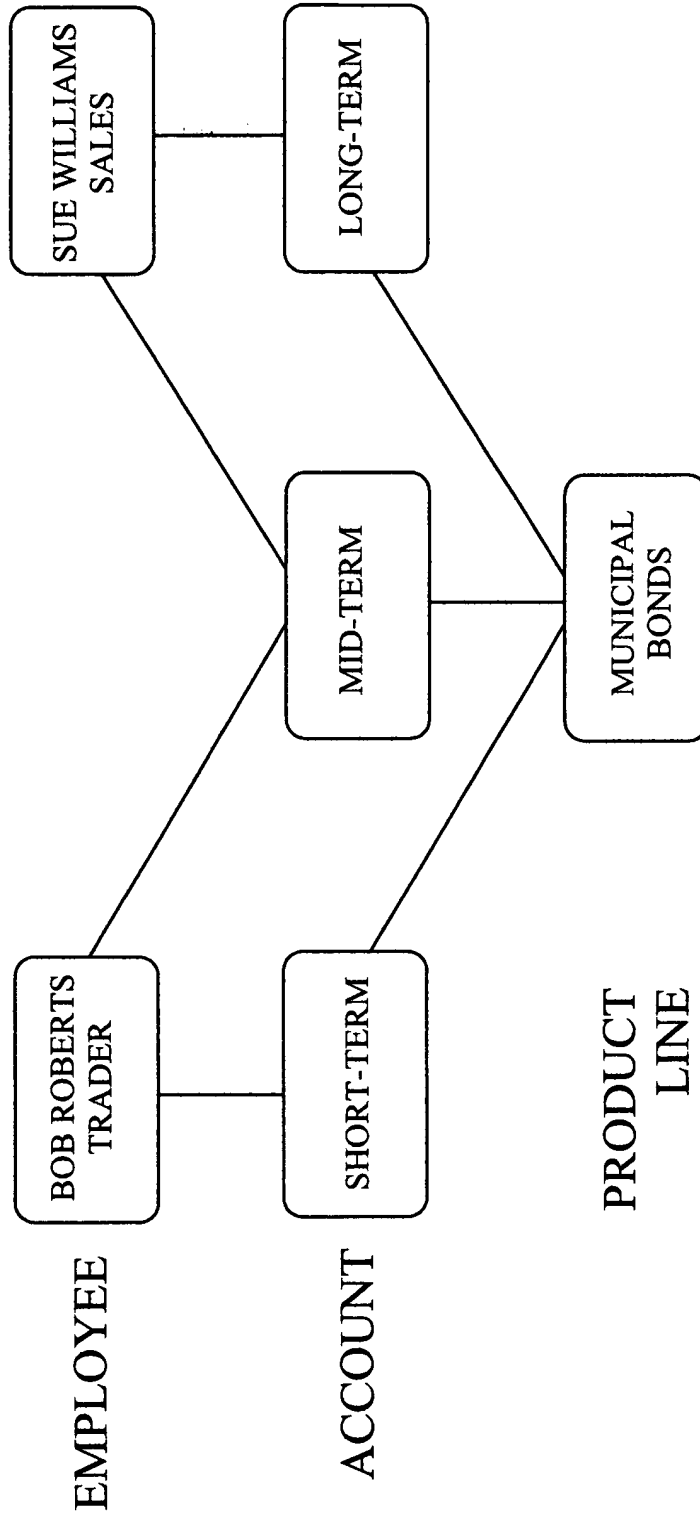 EMPLOYEE
BOB ROBERTS
TRADER
SUE WILLIAMS
SALES
ACCOUNT
SHORT-TERM
MID-TERM
LONG-TERM
PRODUCT
LINE
MUNICIPAL
BONDS